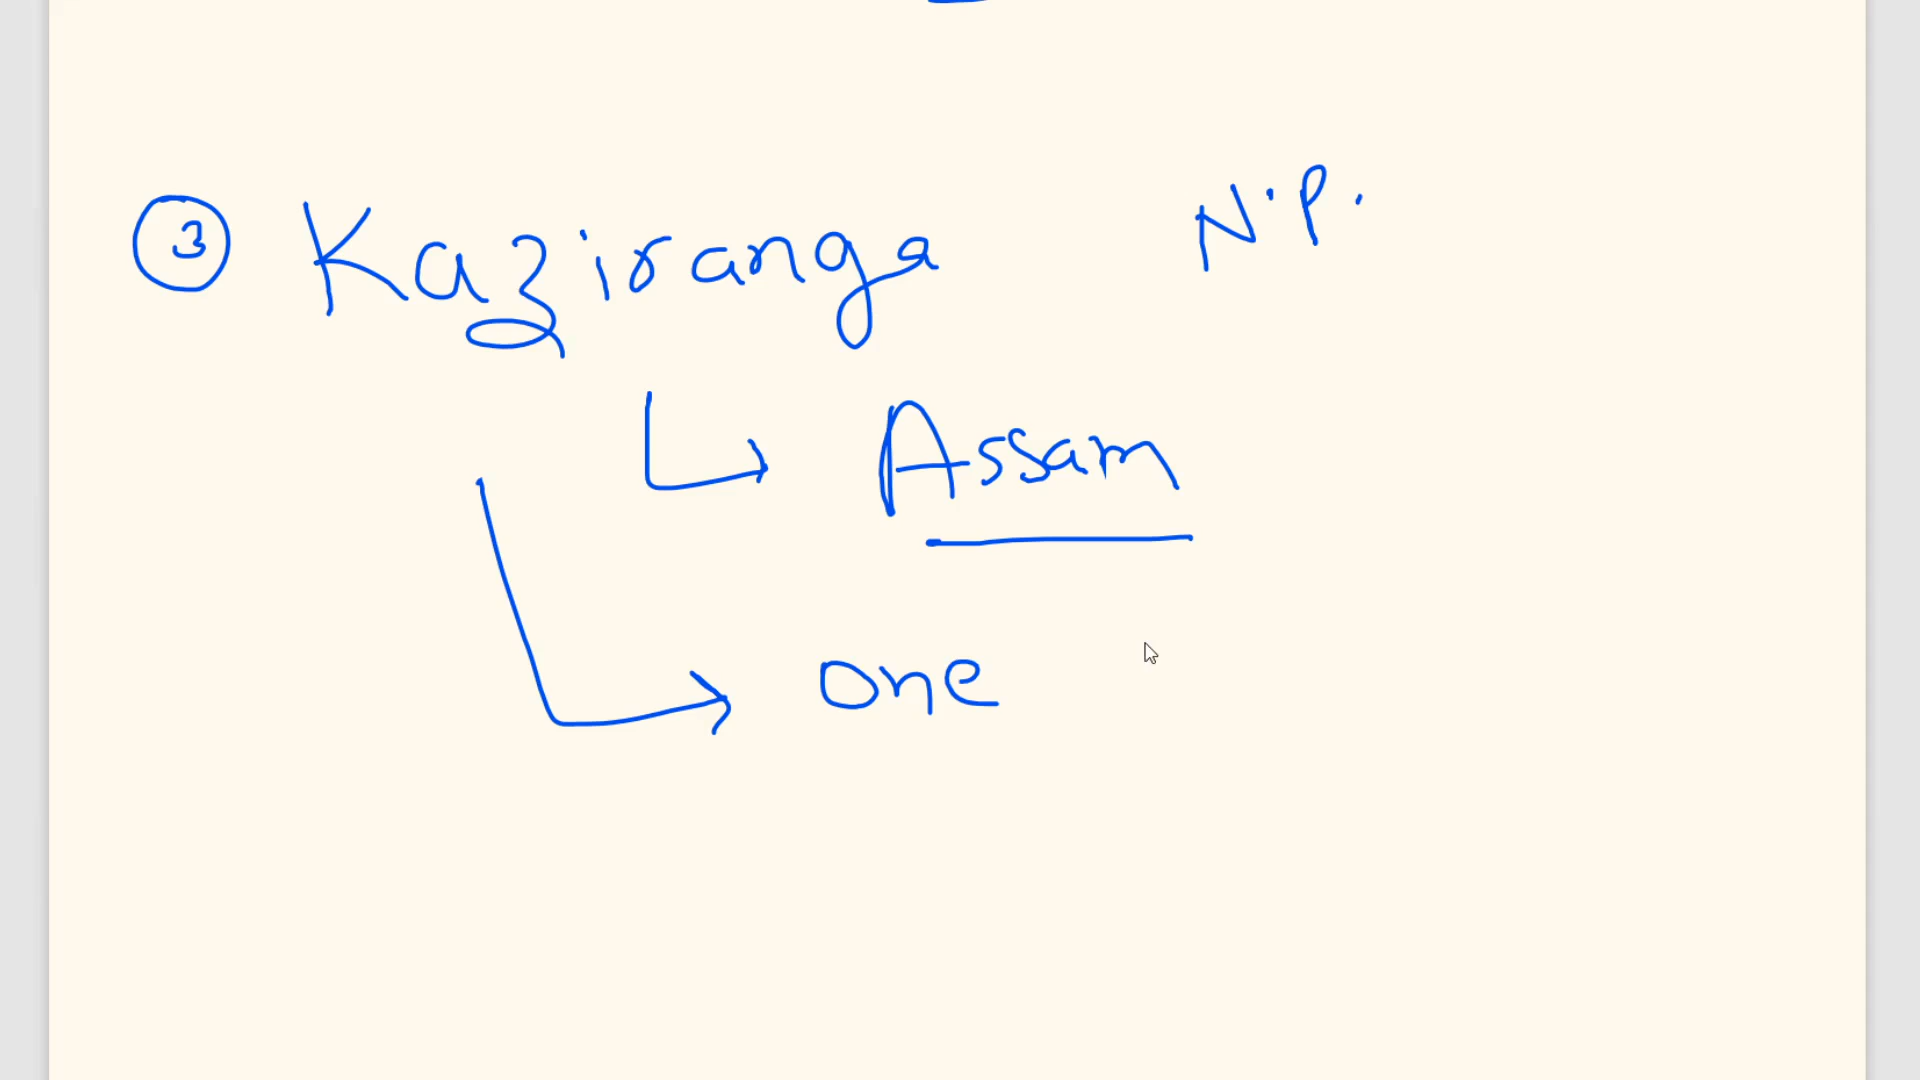 ③ Kaziranga N.P.
Assam
one